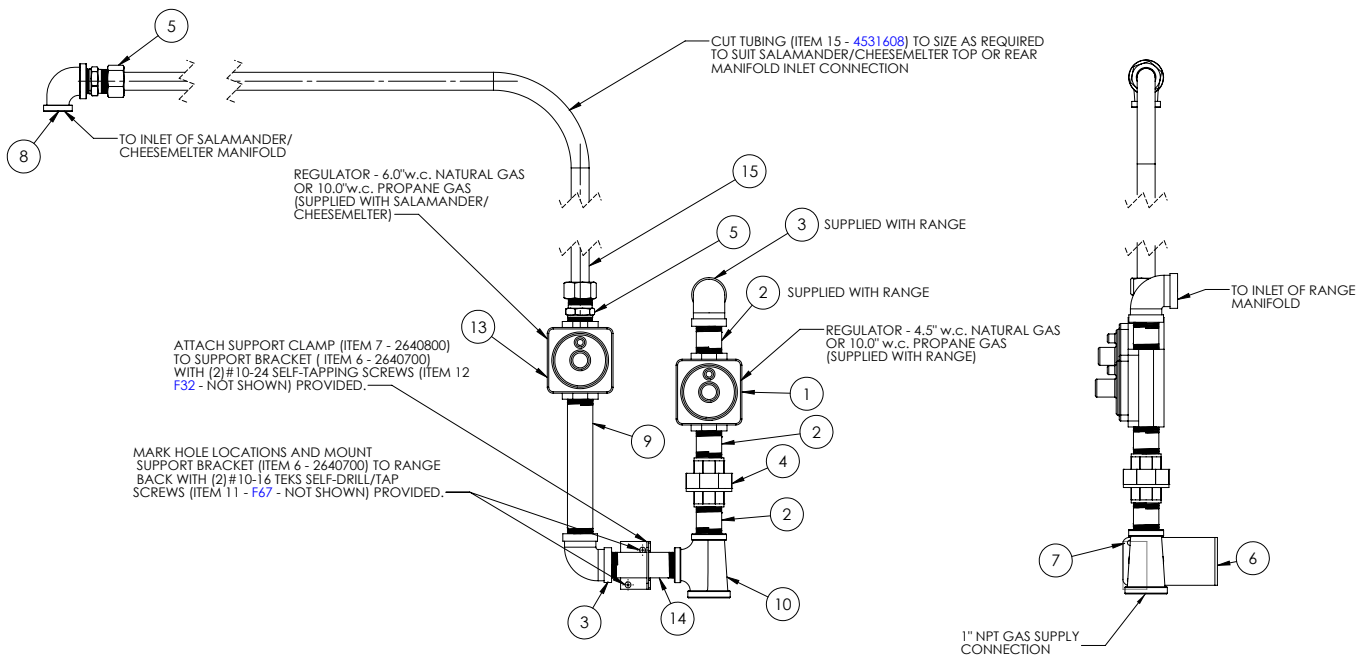 5
CUT TUBING (ITEM 15 - 4531608) TO SIZE AS REQUIRED
TO SUIT SALAMANDER/CHEESEMELTER TOP OR REAR
MANIFOLD INLET CONNECTION
8
TO INLET OF SALAMANDER/
CHEESEMELTER MANIFOLD
REGULATOR - 6.0"w.c. NATURAL GAS
OR 10.0"w.c. PROPANE GAS
(SUPPLIED WITH SALAMANDER/
CHEESEMELTER)
15
3 SUPPLIED WITH RANGE
5
2 SUPPLIED WITH RANGE
TO INLET OF RANGE
MANIFOLD
13
REGULATOR - 4.5" w.c. NATURAL GAS
OR 10.0" w.c. PROPANE GAS
(SUPPLIED WITH RANGE)
ATTACH SUPPORT CLAMP (ITEM 7 - 2640800)
TO SUPPORT BRACKET ( ITEM 6 - 2640700)
WITH (2)#10-24 SELF-TAPPING SCREWS (ITEM 12
F32 - NOT SHOWN) PROVIDED.
1
9
2
MARK HOLE LOCATIONS AND MOUNT
SUPPORT BRACKET (ITEM 6 - 2640700) TO RANGE
BACK WITH (2)#10-16 TEKS SELF-DRILL/TAP
SCREWS (ITEM 11 - F67 - NOT SHOWN) PROVIDED.
4
2
7
6
3
14
10
1" NPT GAS SUPPLY
CONNECTION